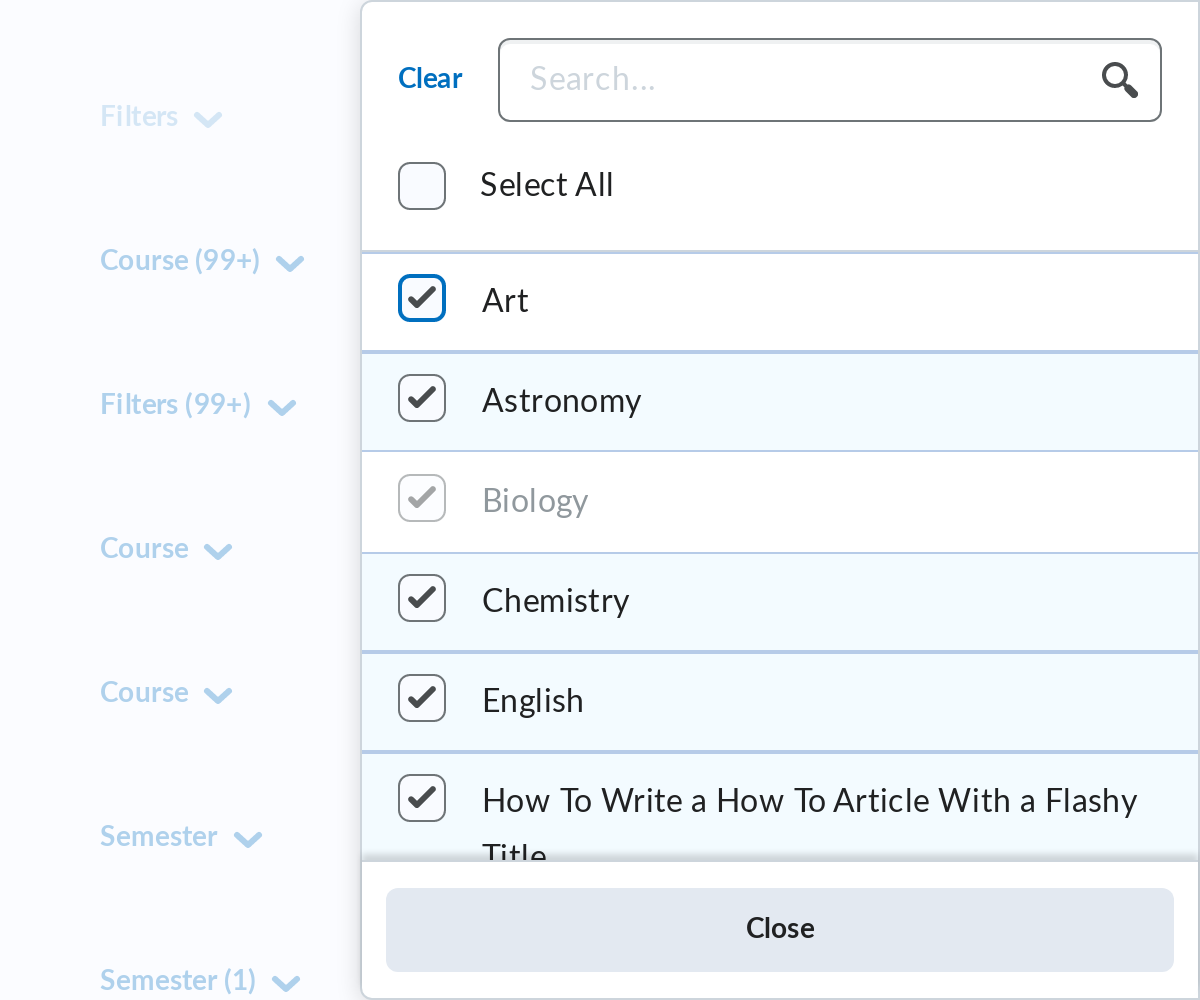 Filters
Course (99+)
Filters (99+)
Course
Course
Semester
Semester (1)
Clear
Search...
Select All
Art
Astronomy
Biology
Chemistry
English
How To Write a How To Article With a Flashy
Title
Close